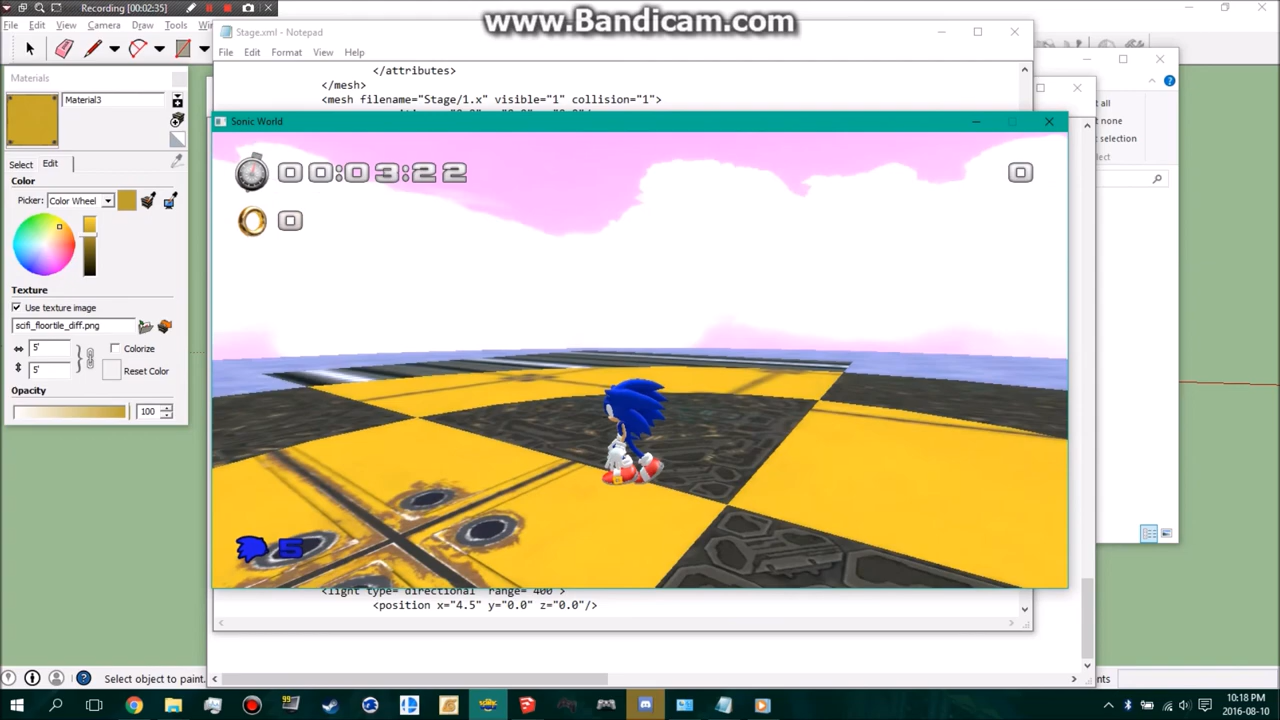 www.Bandicam.com
Recording [00:02:35]
File Edit View Camera Draw Tools
Stage.xml - Notepad
File Edit Format View Help
</attributes>
</mesh>
<mesh filename="Stage/1.x" visible="1" collision="1">
Materials
Material3
Select Edit
Color
Picker: Color Wheel
Texture
Use texture image
scifi_floortile_diff.png
5'
Colorize
5'
Reset Color
Opacity
100
Sonic World
00:03:22
0
0
5
all
none
selection
<light type="directional" range="400">
<position x="4.5" y="0.0" z="0.0"/>
Select object to paint.
99
10:18 PM
2016-08-10